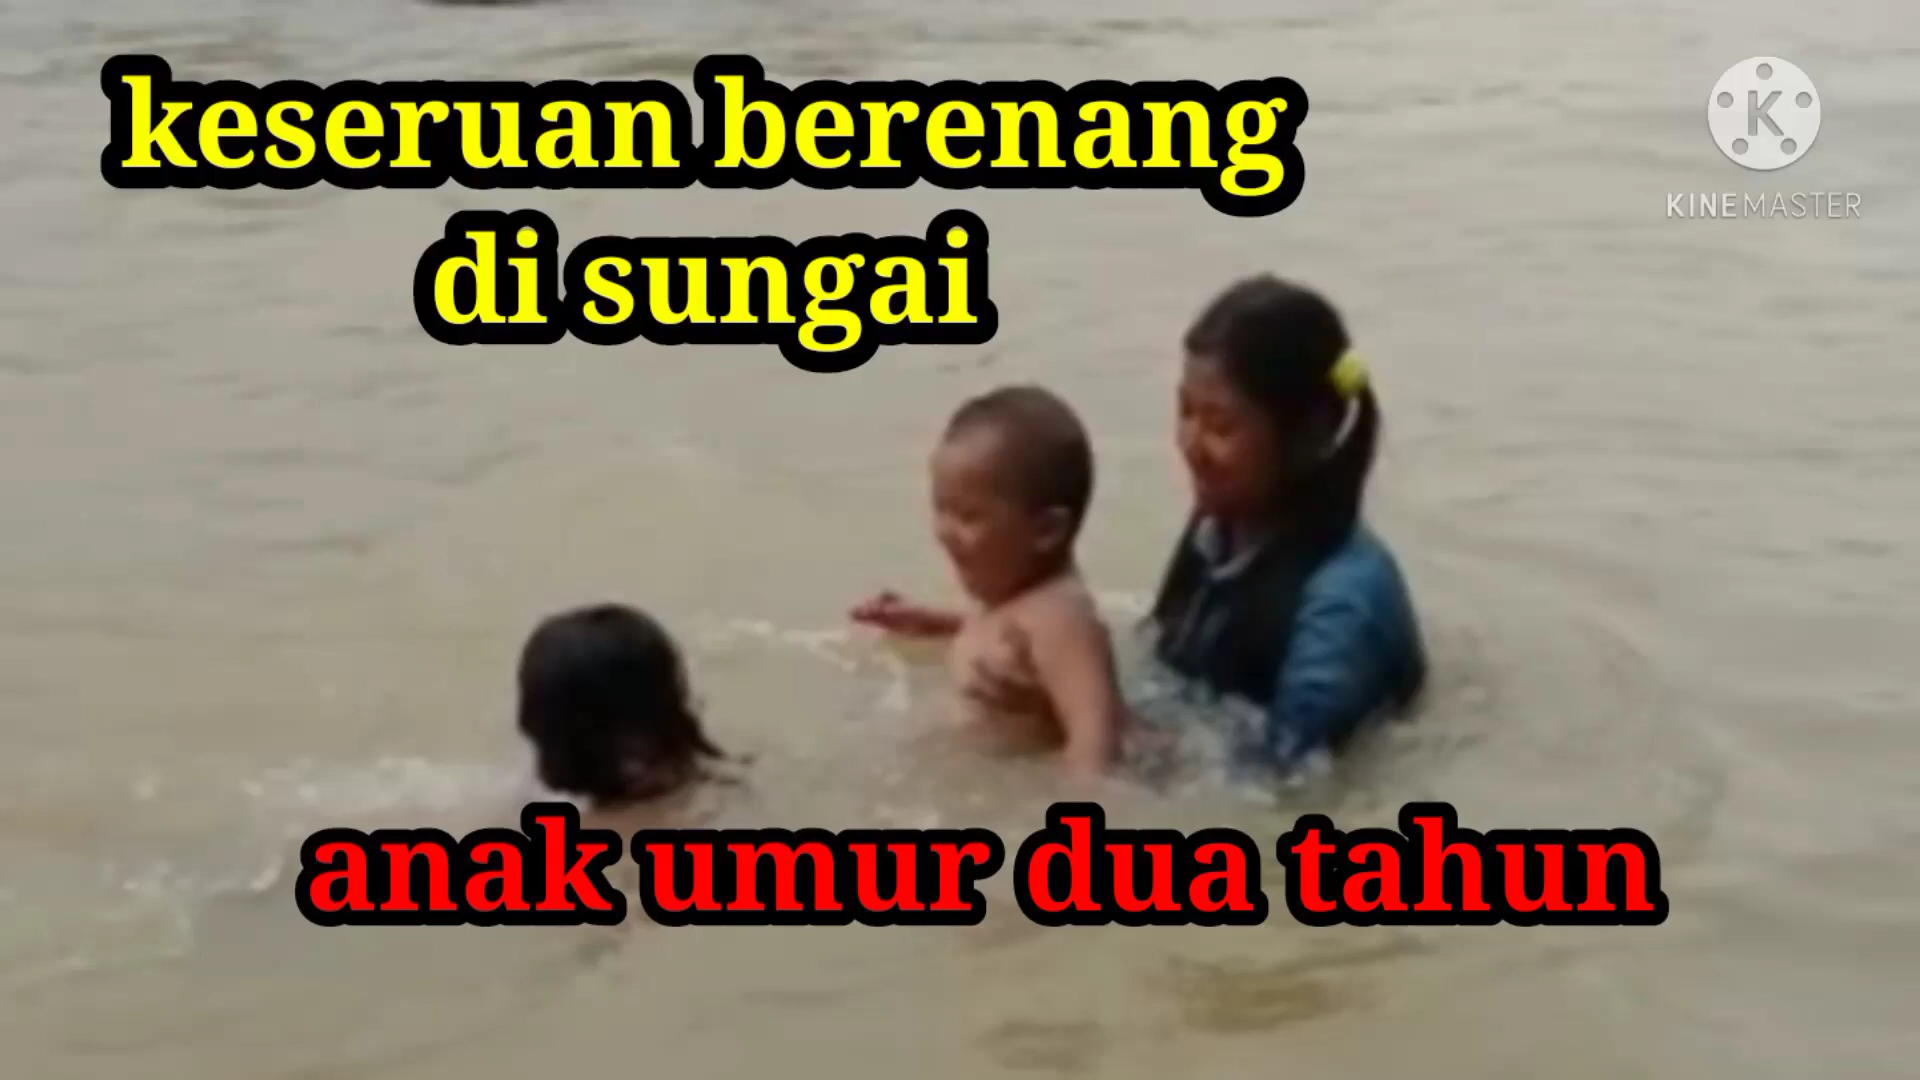 keseruan berenang
di sungai
K
KINEMASTER
anak umur dua tahun